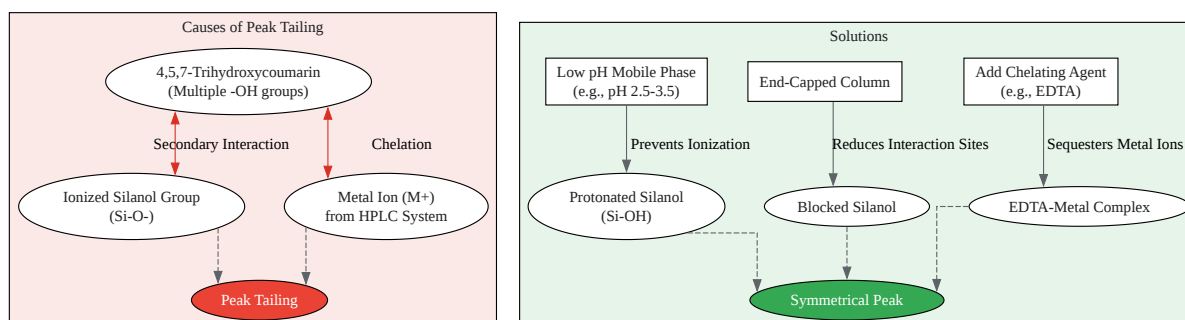 Causes of Peak Tailing
4,5,7-Trihydroxycoumarin
(Multiple -OH groups)
Secondary Interaction
Chelation
Ionized Silanol Group
(Si-O-)
Metal Ion (M+)
from HPLC System
Peak Tailing
Solutions
Low pH Mobile Phase
(e.g., pH 2.5-3.5)
End-Capped Column
Add Chelating Agent
(e.g., EDTA)
Prevents Ionization
Reduces Interaction Sites
Sequesters Metal Ions
Protonated Silanol
(Si-OH)
Blocked Silanol
EDTA-Metal Complex
Symmetrical Peak